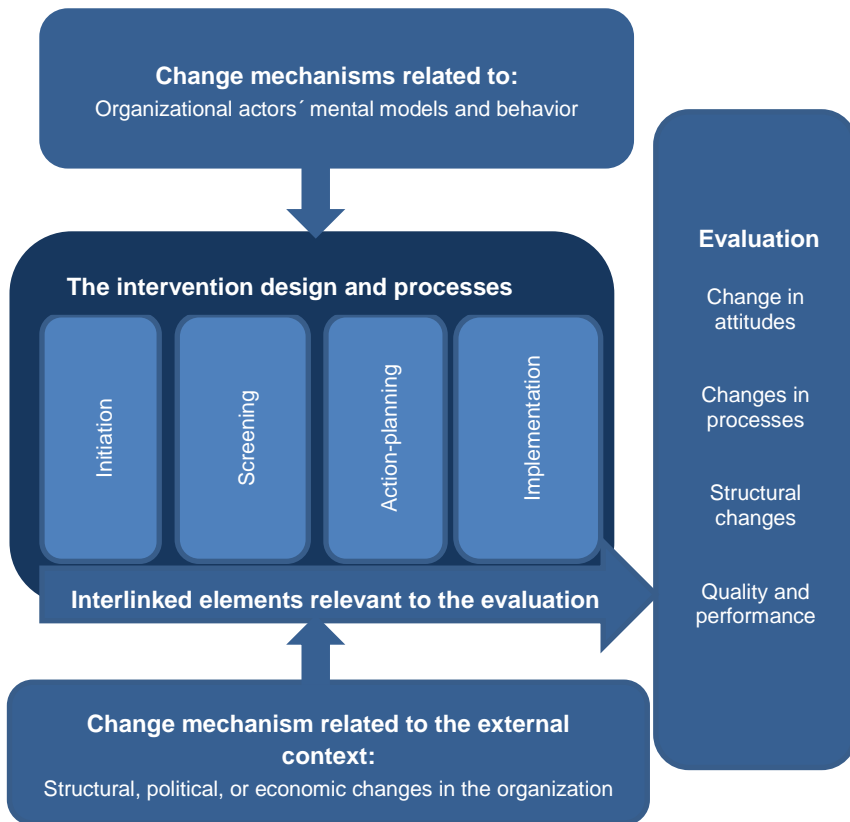 Change mechanisms related to:
Organizational actors´ mental models and behavior
The intervention design and processes
Initiation
Screening
Action-planning
Implementation
Interlinked elements relevant to the evaluation
Change mechanism related to the external
context:
Structural, political, or economic changes in the organization
Evaluation
Change in
attitudes
Changes in
processes
Structural
changes
Quality and
performance